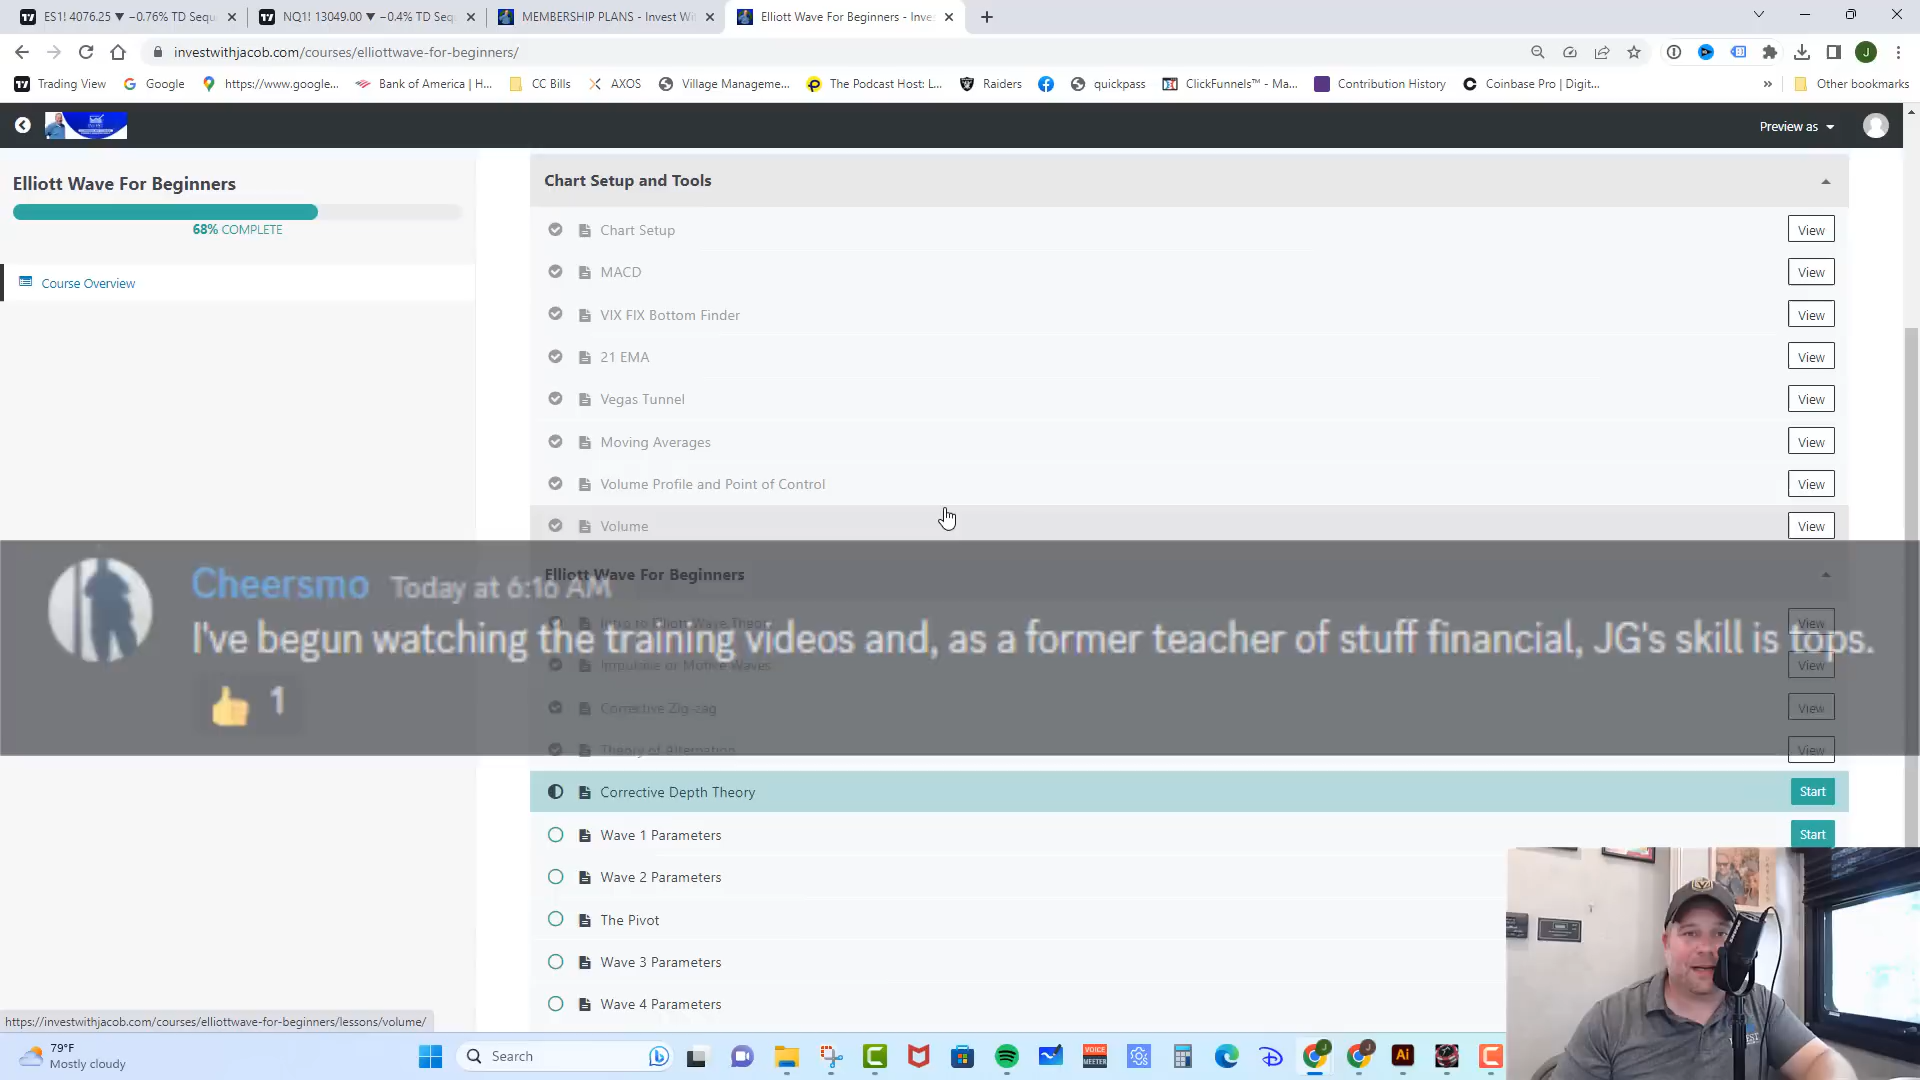 ES1! 4076.25 ▼ −0.76% TD Sequ
NQ1! 13049.00 ▼ −0.4% TD Seq
MEMBERSHIP PLANS - Invest Wi
Elliott Wave For Beginners - Inve
investwithjacob.com/courses/elliottwave-for-beginners/
Trading View
Google
https://www.google...
Bank of America | H...
CC Bills
AXOS
Village Manageme...
The Podcast Host: L...
Raiders
quickpass
ClickFunnels™ - Ma...
Contribution History
Coinbase Pro | Digit...
»
Other bookmarks
Preview as
Elliott Wave For Beginners
68% COMPLETE
Course Overview
Chart Setup and Tools
Chart Setup View
MACD View
VIX FIX Bottom Finder View
21 EMA View
Vegas Tunnel View
Moving Averages View
Volume Profile and Point of Control View
Volume View
Elliott Wave For Beginners
Cheersmo Today at 6:16 AM
Intro to Elliott Wave Theory View
I've begun watching the training videos and, as a former teacher of stuff financial, JG's skill is tops.
Impulsive or Motive Waves View
👍 1
Corrective Zig-zag View
Theory of Alternation View
Corrective Depth Theory Start
Wave 1 Parameters Start
Wave 2 Parameters
The Pivot
Wave 3 Parameters
Wave 4 Parameters
https://investwithjacob.com/courses/elliottwave-for-beginners/lessons/volume/
79°F
Mostly cloudy
Search
VOICE
MEETER
Ai